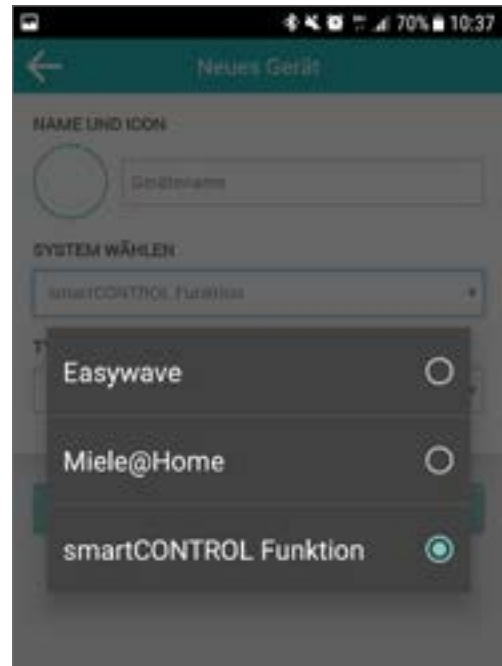 70% 10:37
Neues Gerät
NAME UND ICON
Gerätename
SYSTEM WÄHLEN
smartCONTROL Funktion
Easywave
Miele@Home
smartCONTROL Funktion